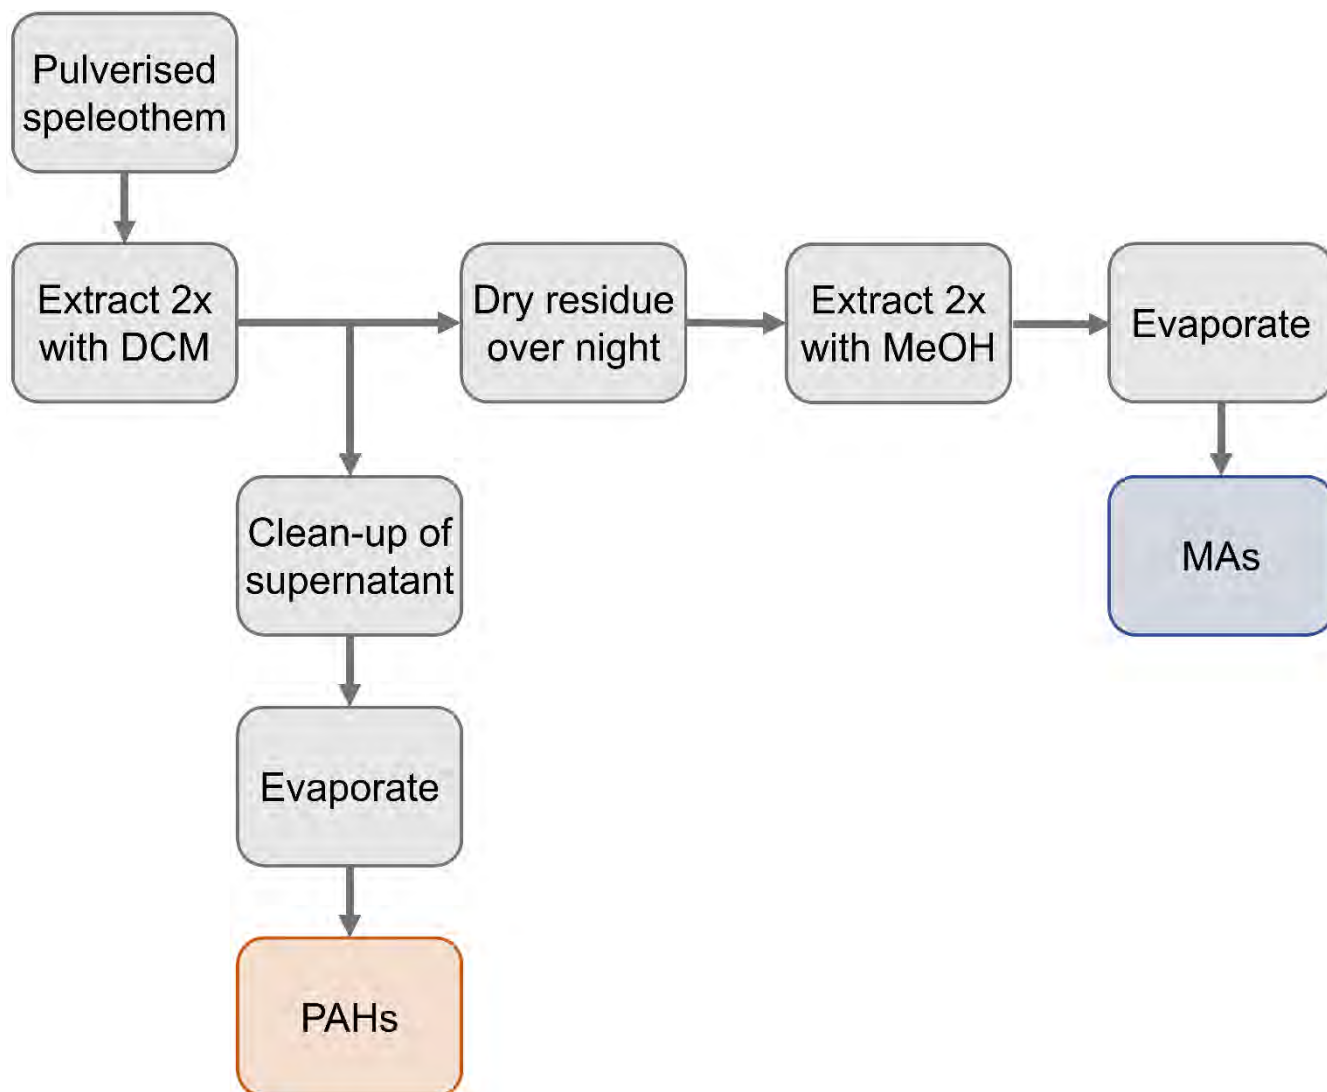 Pulverised
speleothem
Extract 2x
with DCM
Dry residue
over night
Extract 2x
with MeOH
Evaporate
Clean-up of
supernatant
MAs
Evaporate
PAHs